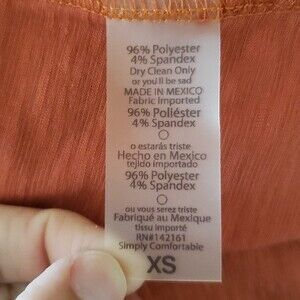 96% Polyester
4% Spandex
Dry Clean Only
or you'll be sad
MADE IN MEXICO
Fabric Imported
96% Poliéster
4% Spandex
o estarás triste
Hecho en Mexico
tejido importado
96% Polyester
4% Spandex
ou vous serez triste
Fabriqué au Mexique
tissu importé
RN#142161
Simply Comfortable
XS